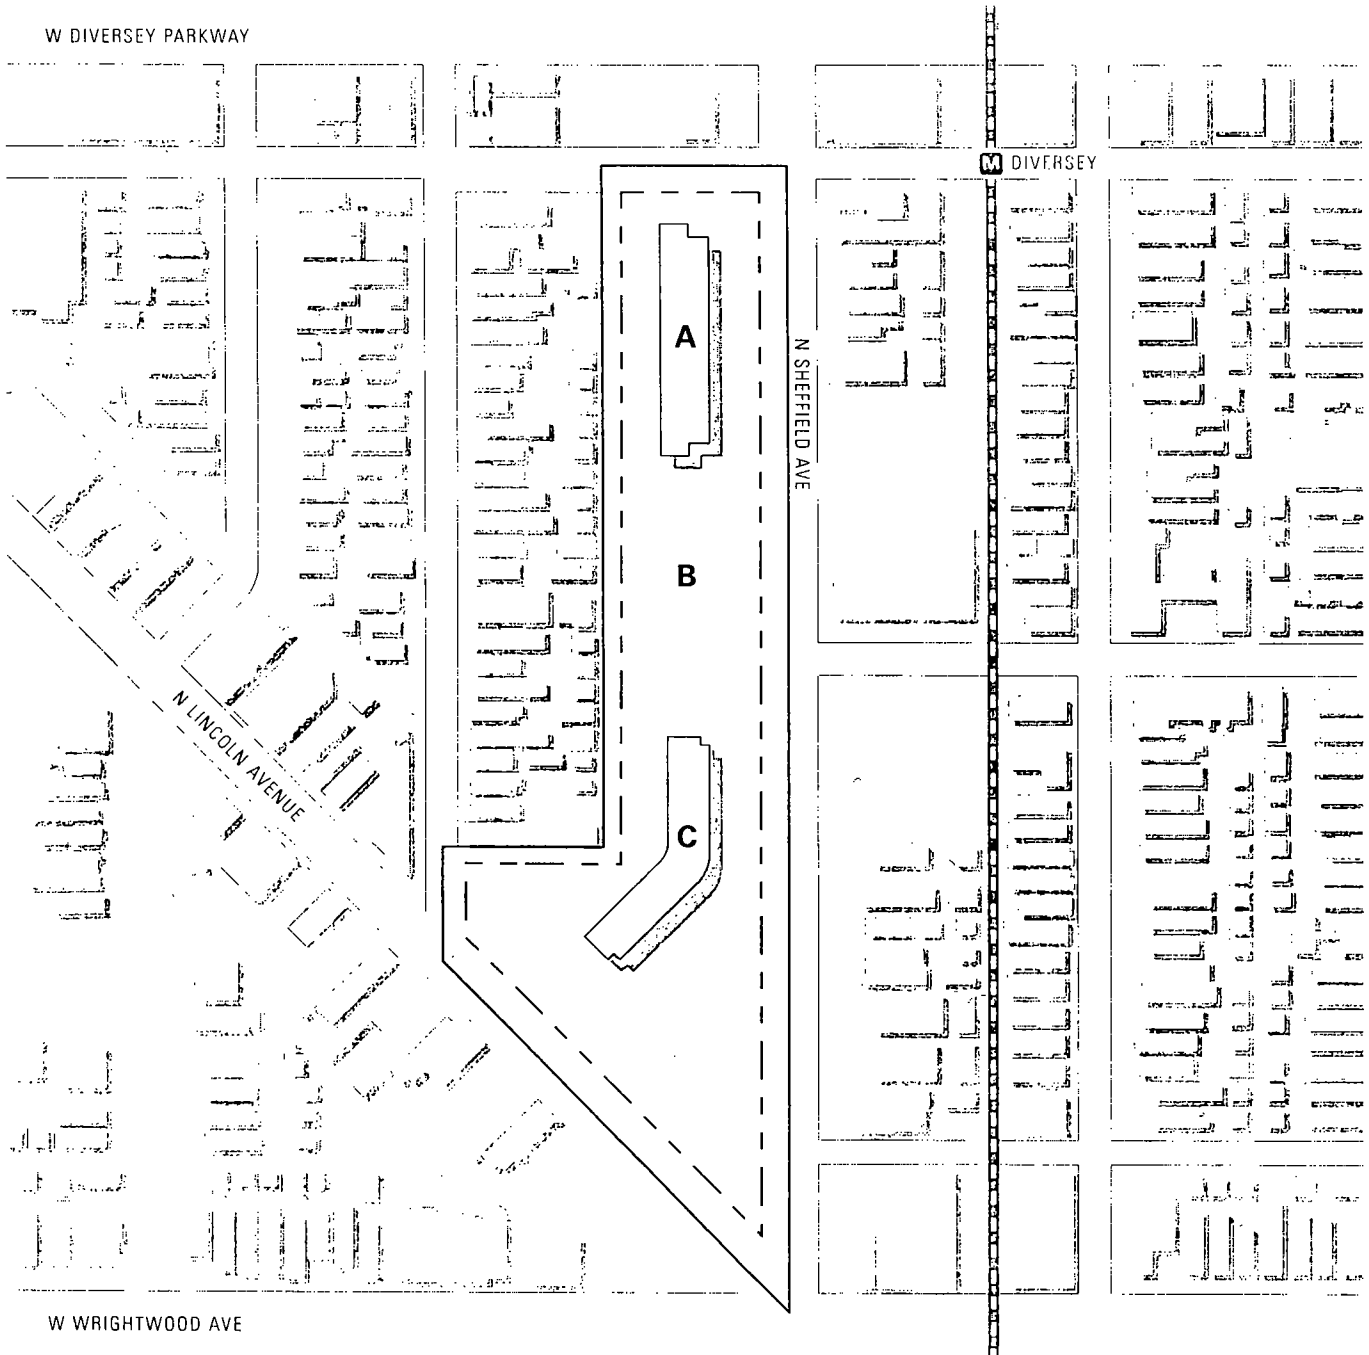 W DIVERSEY PARKWAY
M DIVERSEY
A
N SHEFFIELD AVE
B
N LINCOLN AVENUE
C
W WRIGHTWOOD AVE